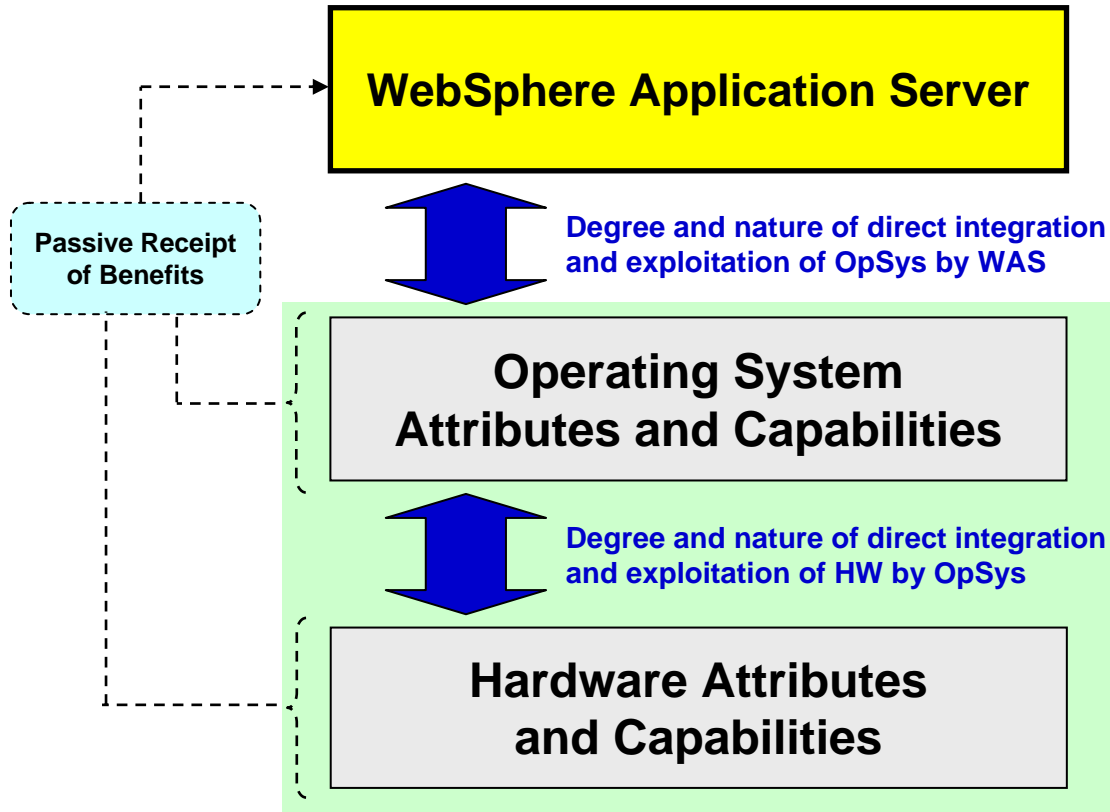 WebSphere Application Server
Degree and nature of direct integration
and exploitation of OpSys by WAS
Passive Receipt
of Benefits
Operating System
Attributes and Capabilities
Degree and nature of direct integration
and exploitation of HW by OpSys
Hardware Attributes
and Capabilities